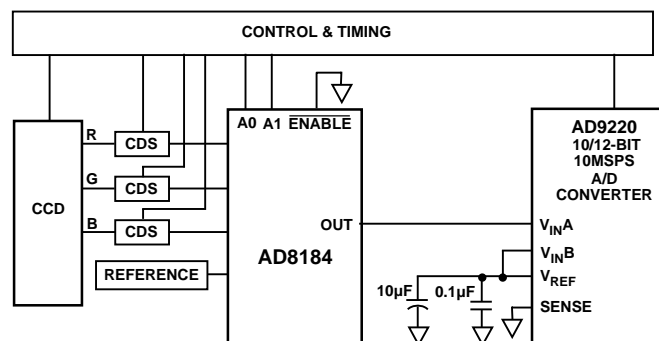 CONTROL & TIMING
A0 A1 ENABLE
R
CDS
G
CDS
B
CDS
CCD
REFERENCE
OUT
AD8184
AD9220
10/12-BIT
10MSPS
A/D
CONVERTER
VINA
VINB
VREF
SENSE
10µF
0.1µF